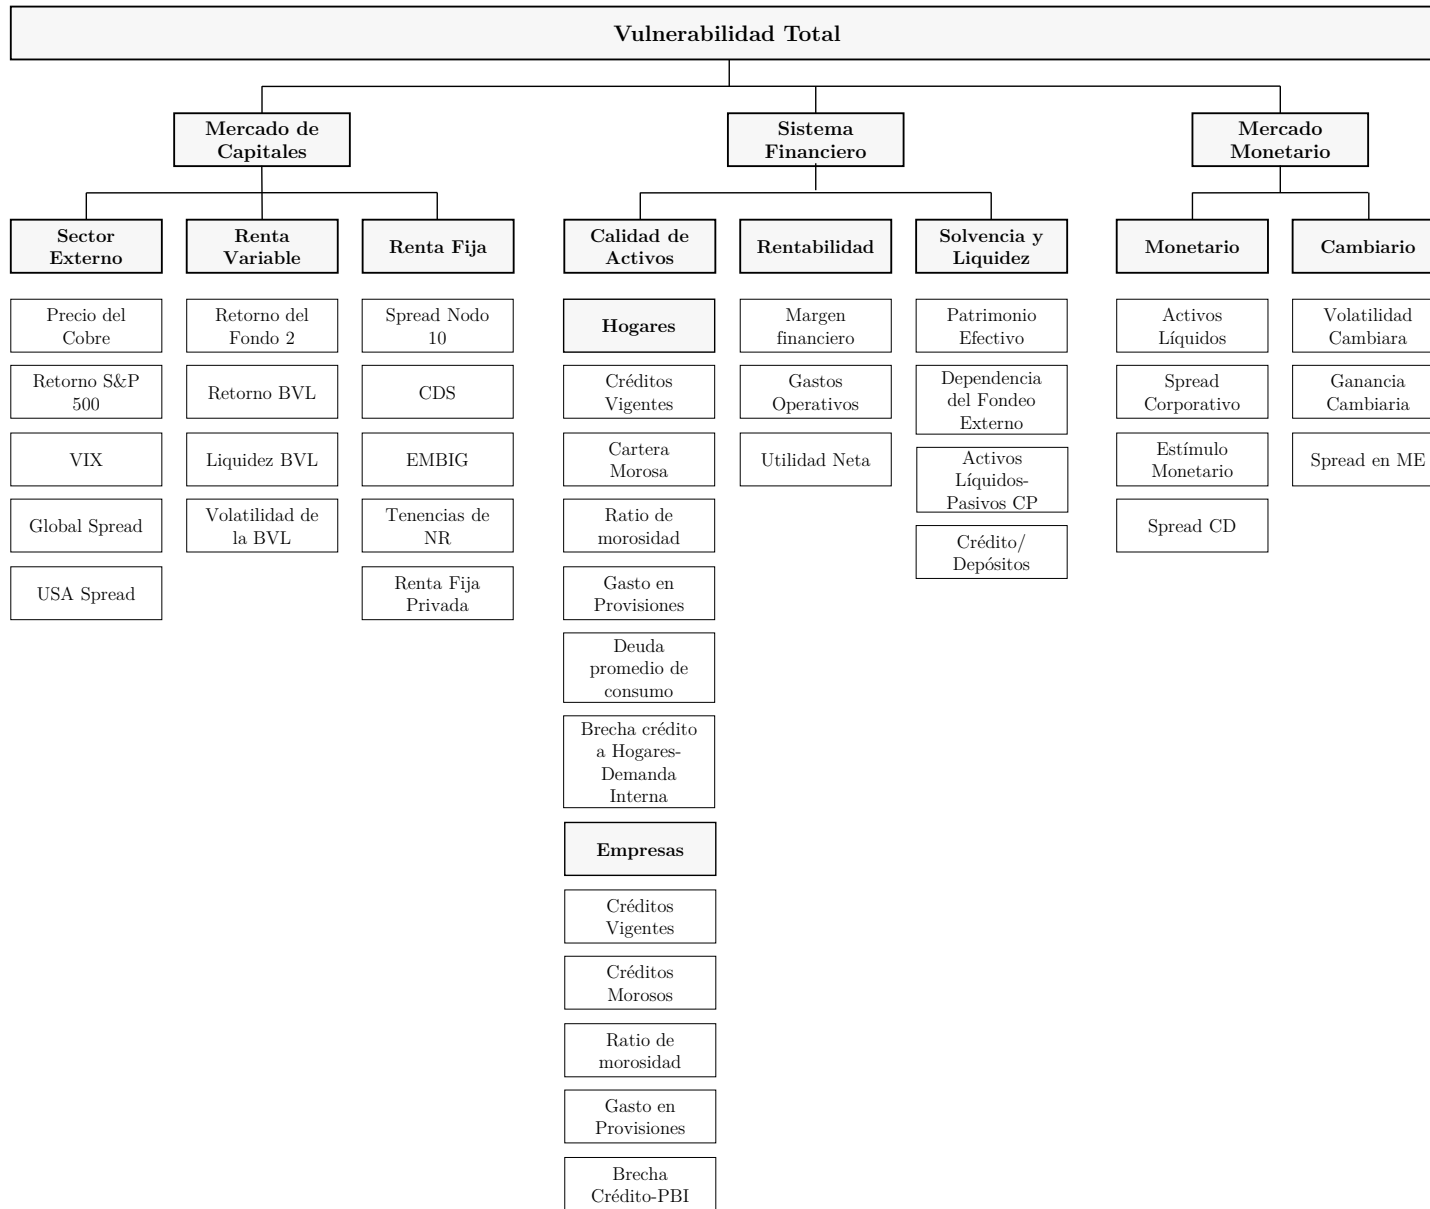 Vulnerabilidad Total
Mercado de
Capitales
Sistema
Financiero
Mercado
Monetario
Sector
Externo
Renta
Variable
Renta Fija
Calidad de
Activos
Rentabilidad
Solvencia y
Liquidez
Monetario
Cambiario
Precio del
Cobre
Retorno S&P
500
VIX
Global Spread
USA Spread
Retorno del
Fondo 2
Retorno BVL
Liquidez BVL
Volatilidad de
la BVL
Spread Nodo
10
CDS
EMBIG
Tenencias de
NR
Renta Fija
Privada
Hogares
Créditos
Vigentes
Cartera
Morosa
Ratio de
morosidad
Gasto en
Provisiones
Deuda
promedio de
consumo
Brecha crédito
a Hogares-
Demanda
Interna
Empresas
Créditos
Vigentes
Créditos
Morosos
Ratio de
morosidad
Gasto en
Provisiones
Brecha
Crédito-PBI
Margen
financiero
Gastos
Operativos
Utilidad Neta
Patrimonio
Efectivo
Dependencia
del Fondeo
Externo
Activos
Líquidos-
Pasivos CP
Crédito/
Depósitos
Activos
Líquidos
Spread
Corporativo
Estímulo
Monetario
Spread CD
Volatilidad
Cambiara
Ganancia
Cambiaria
Spread en ME